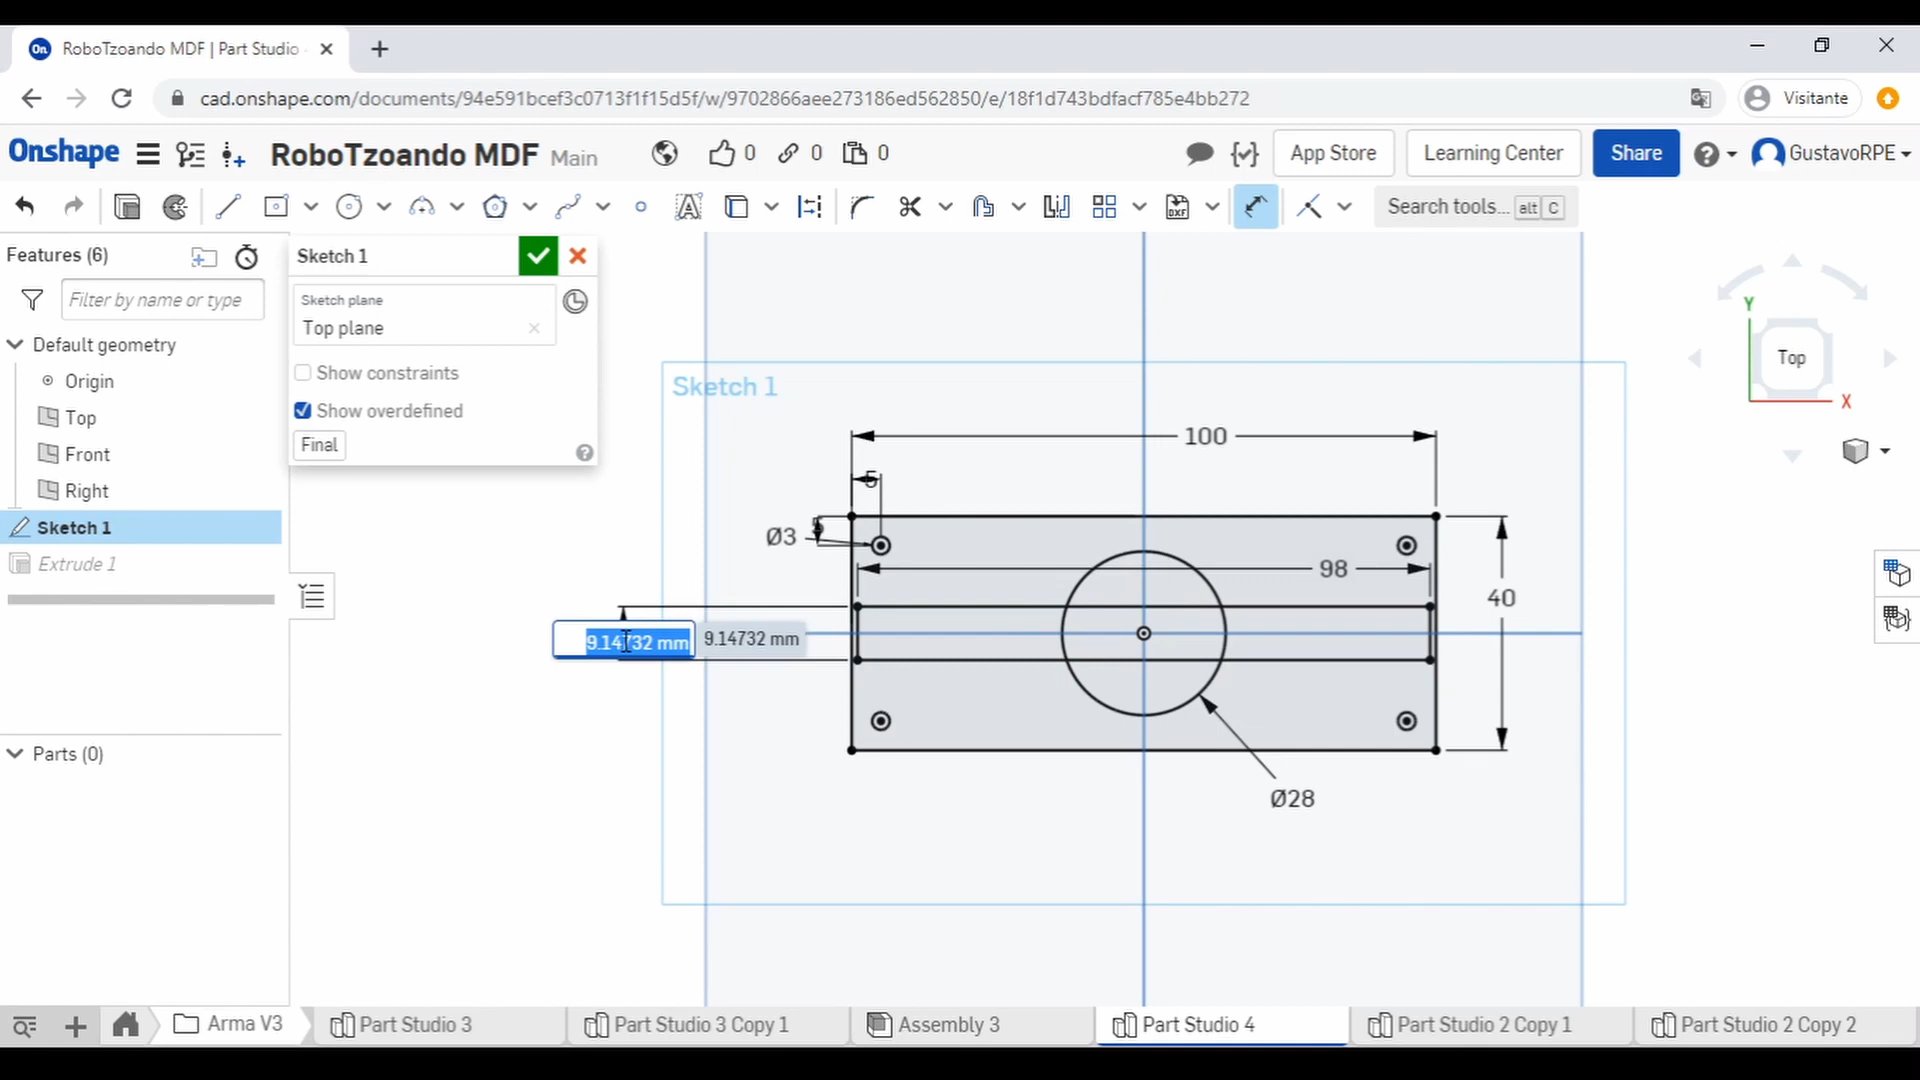 RoboTzoando MDF | Part Studio
cad.onshape.com/documents/94e591bcef3c0713f1f15d5f/w/9702866aee273186ed562850/e/18f1d743bdfacf785e4bb272
Visitante
Onshape
RoboTzoando MDF Main
0
0
0
App Store
Learning Center
Share
GustavoRPE
DXF
Search tools... alt C
Features (6)
Filter by name or type
Default geometry
Origin
Top
Front
Right
Sketch 1
Extrude 1
Parts (0)
Sketch 1
Sketch plane
Top plane
Show constraints
Show overdefined
Final
Sketch 1
100
5
5
Ø3
98
40
9.14732 mm
9.14732 mm
Ø28
Y
Top
X
Arma V3
Part Studio 3
Part Studio 3 Copy 1
Assembly 3
Part Studio 4
Part Studio 2 Copy 1
Part Studio 2 Copy 2